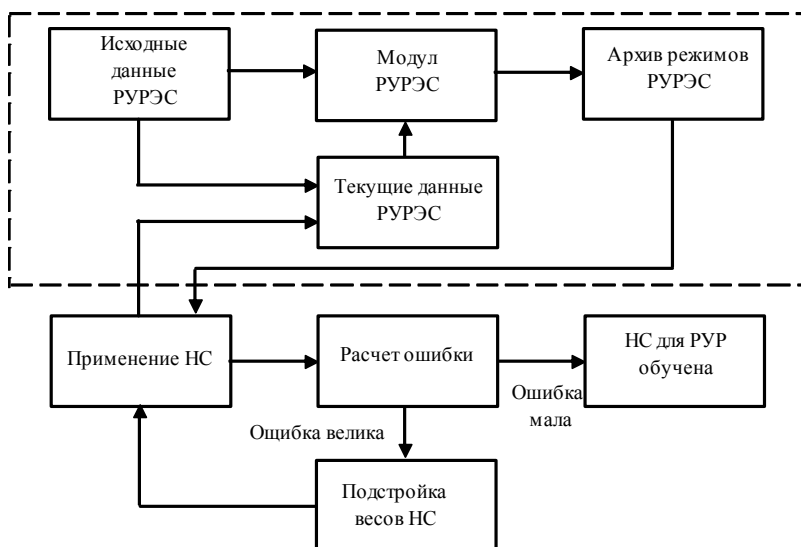 Исходные
данные
РУРЭС
Модул
РУРЭС
Архив режимов
РУРЭС
Текущие данные
РУРЭС
Применение НС
Расчет ошибки
НС для РУР
обучена
Ошибка
мала
Ощибка велика
Подстройка
весов НС